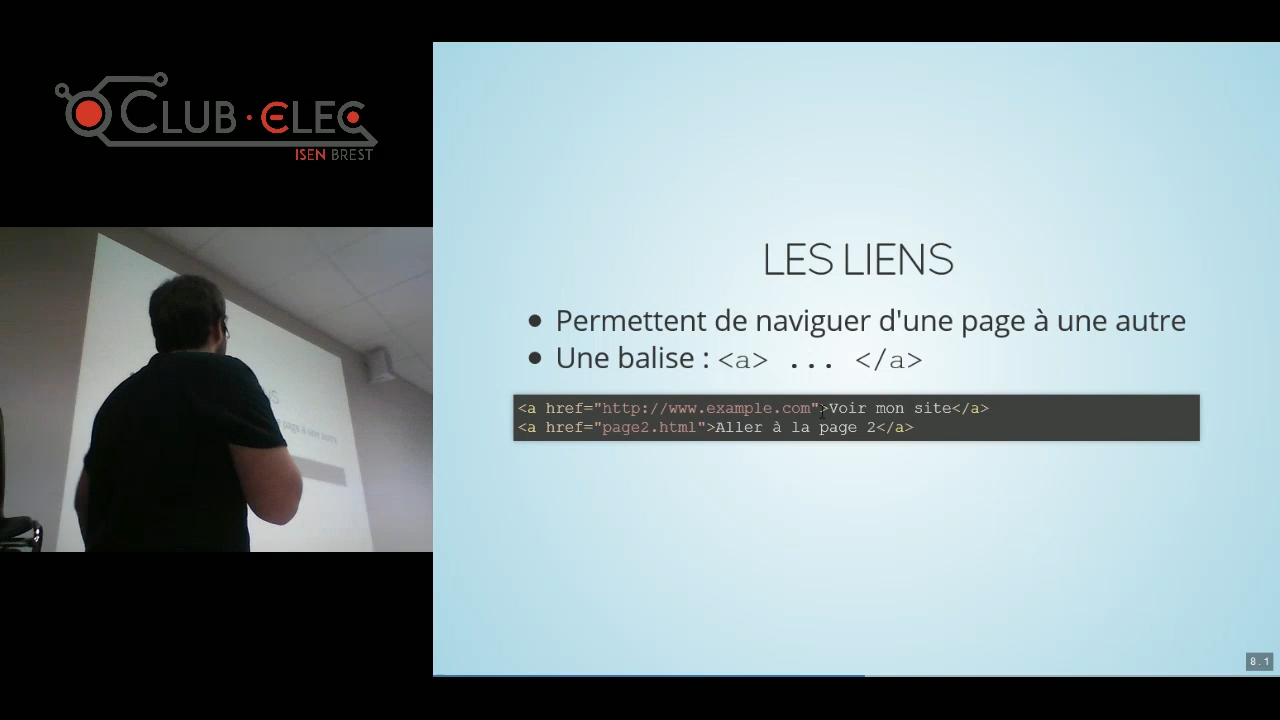 CLUB·ELEC
ISEN BREST
LES LIENS
Permettent de naviguer d'une page à une autre
Une balise : <a> ... </a>
<a href="http://www.example.com">Voir mon site</a>
<a href="page2.html">Aller à la page 2</a>
8.1